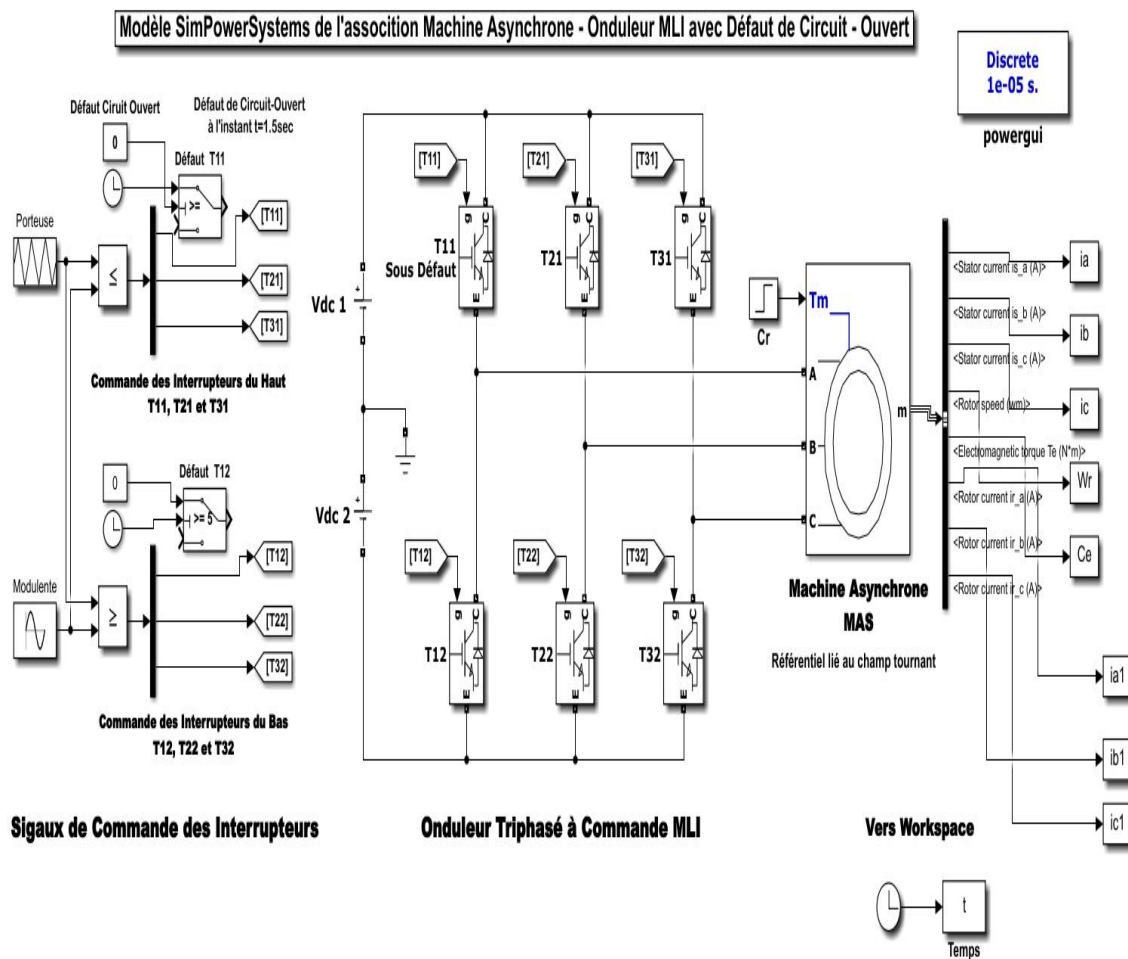 Modèle SimPowerSystems de l'assocition Machine Asynchrone - Onduleur MLI avec Défaut de Circuit - Ouvert
Discrete
1e-05 s.
powergui
Défaut Ciruit Ouvert
Défaut de Circuit-Ouvert
à l'instant t=1.5sec
0
Défaut T11
>=
Porteuse
≤
[T11]
[T21]
[T31]
Commande des Interrupteurs du Haut
T11, T21 et T31
0
Défaut T12
>= 5
Modulente
≥
[T12]
[T22]
[T32]
Commande des Interrupteurs du Bas
T12, T22 et T32
Sigaux de Commande des Interrupteurs
[T11]
[T21]
[T31]
g C
g C
g C
T11
Sous Défaut
T21
T31
E
E
E
+
Vdc 1
+
Vdc 2
[T12]
[T22]
[T32]
g C
g C
g C
T12
T22
T32
E
E
E
Onduleur Triphasé à Commande MLI
Cr
Tm
A
B
C
m
Machine Asynchrone
MAS
Référentiel lié au champ tournant
<Stator current is_a (A)>
<Stator current is_b (A)>
<Stator current is_c (A)>
<Rotor speed (wm)>
<Electromagnetic torque Te (N*m)>
<Rotor current ir_a (A)>
<Rotor current ir_b (A)>
<Rotor current ir_c (A)>
ia
ib
ic
Wr
Ce
ia1
ib1
ic1
Vers Workspace
t
Temps